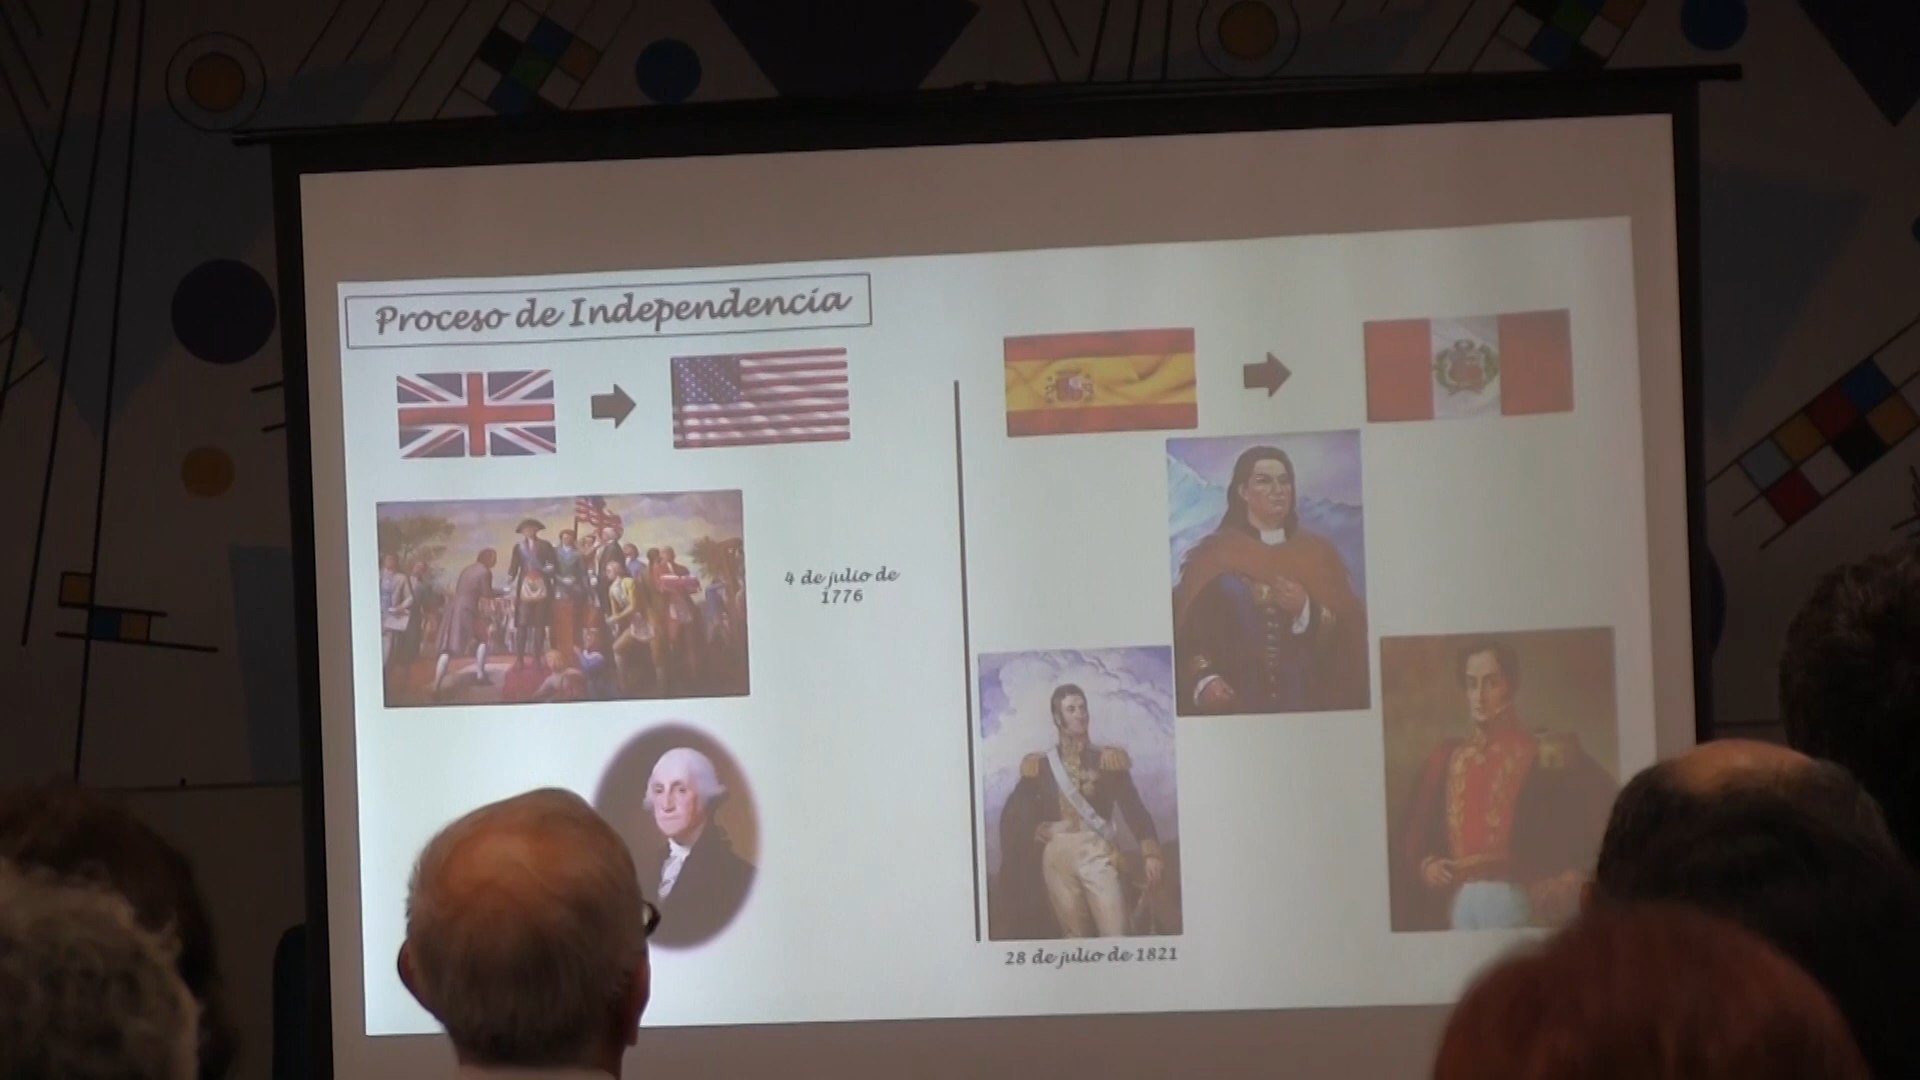 Proceso de Independencia
4 de julio de
1776
28 de julio de 1821